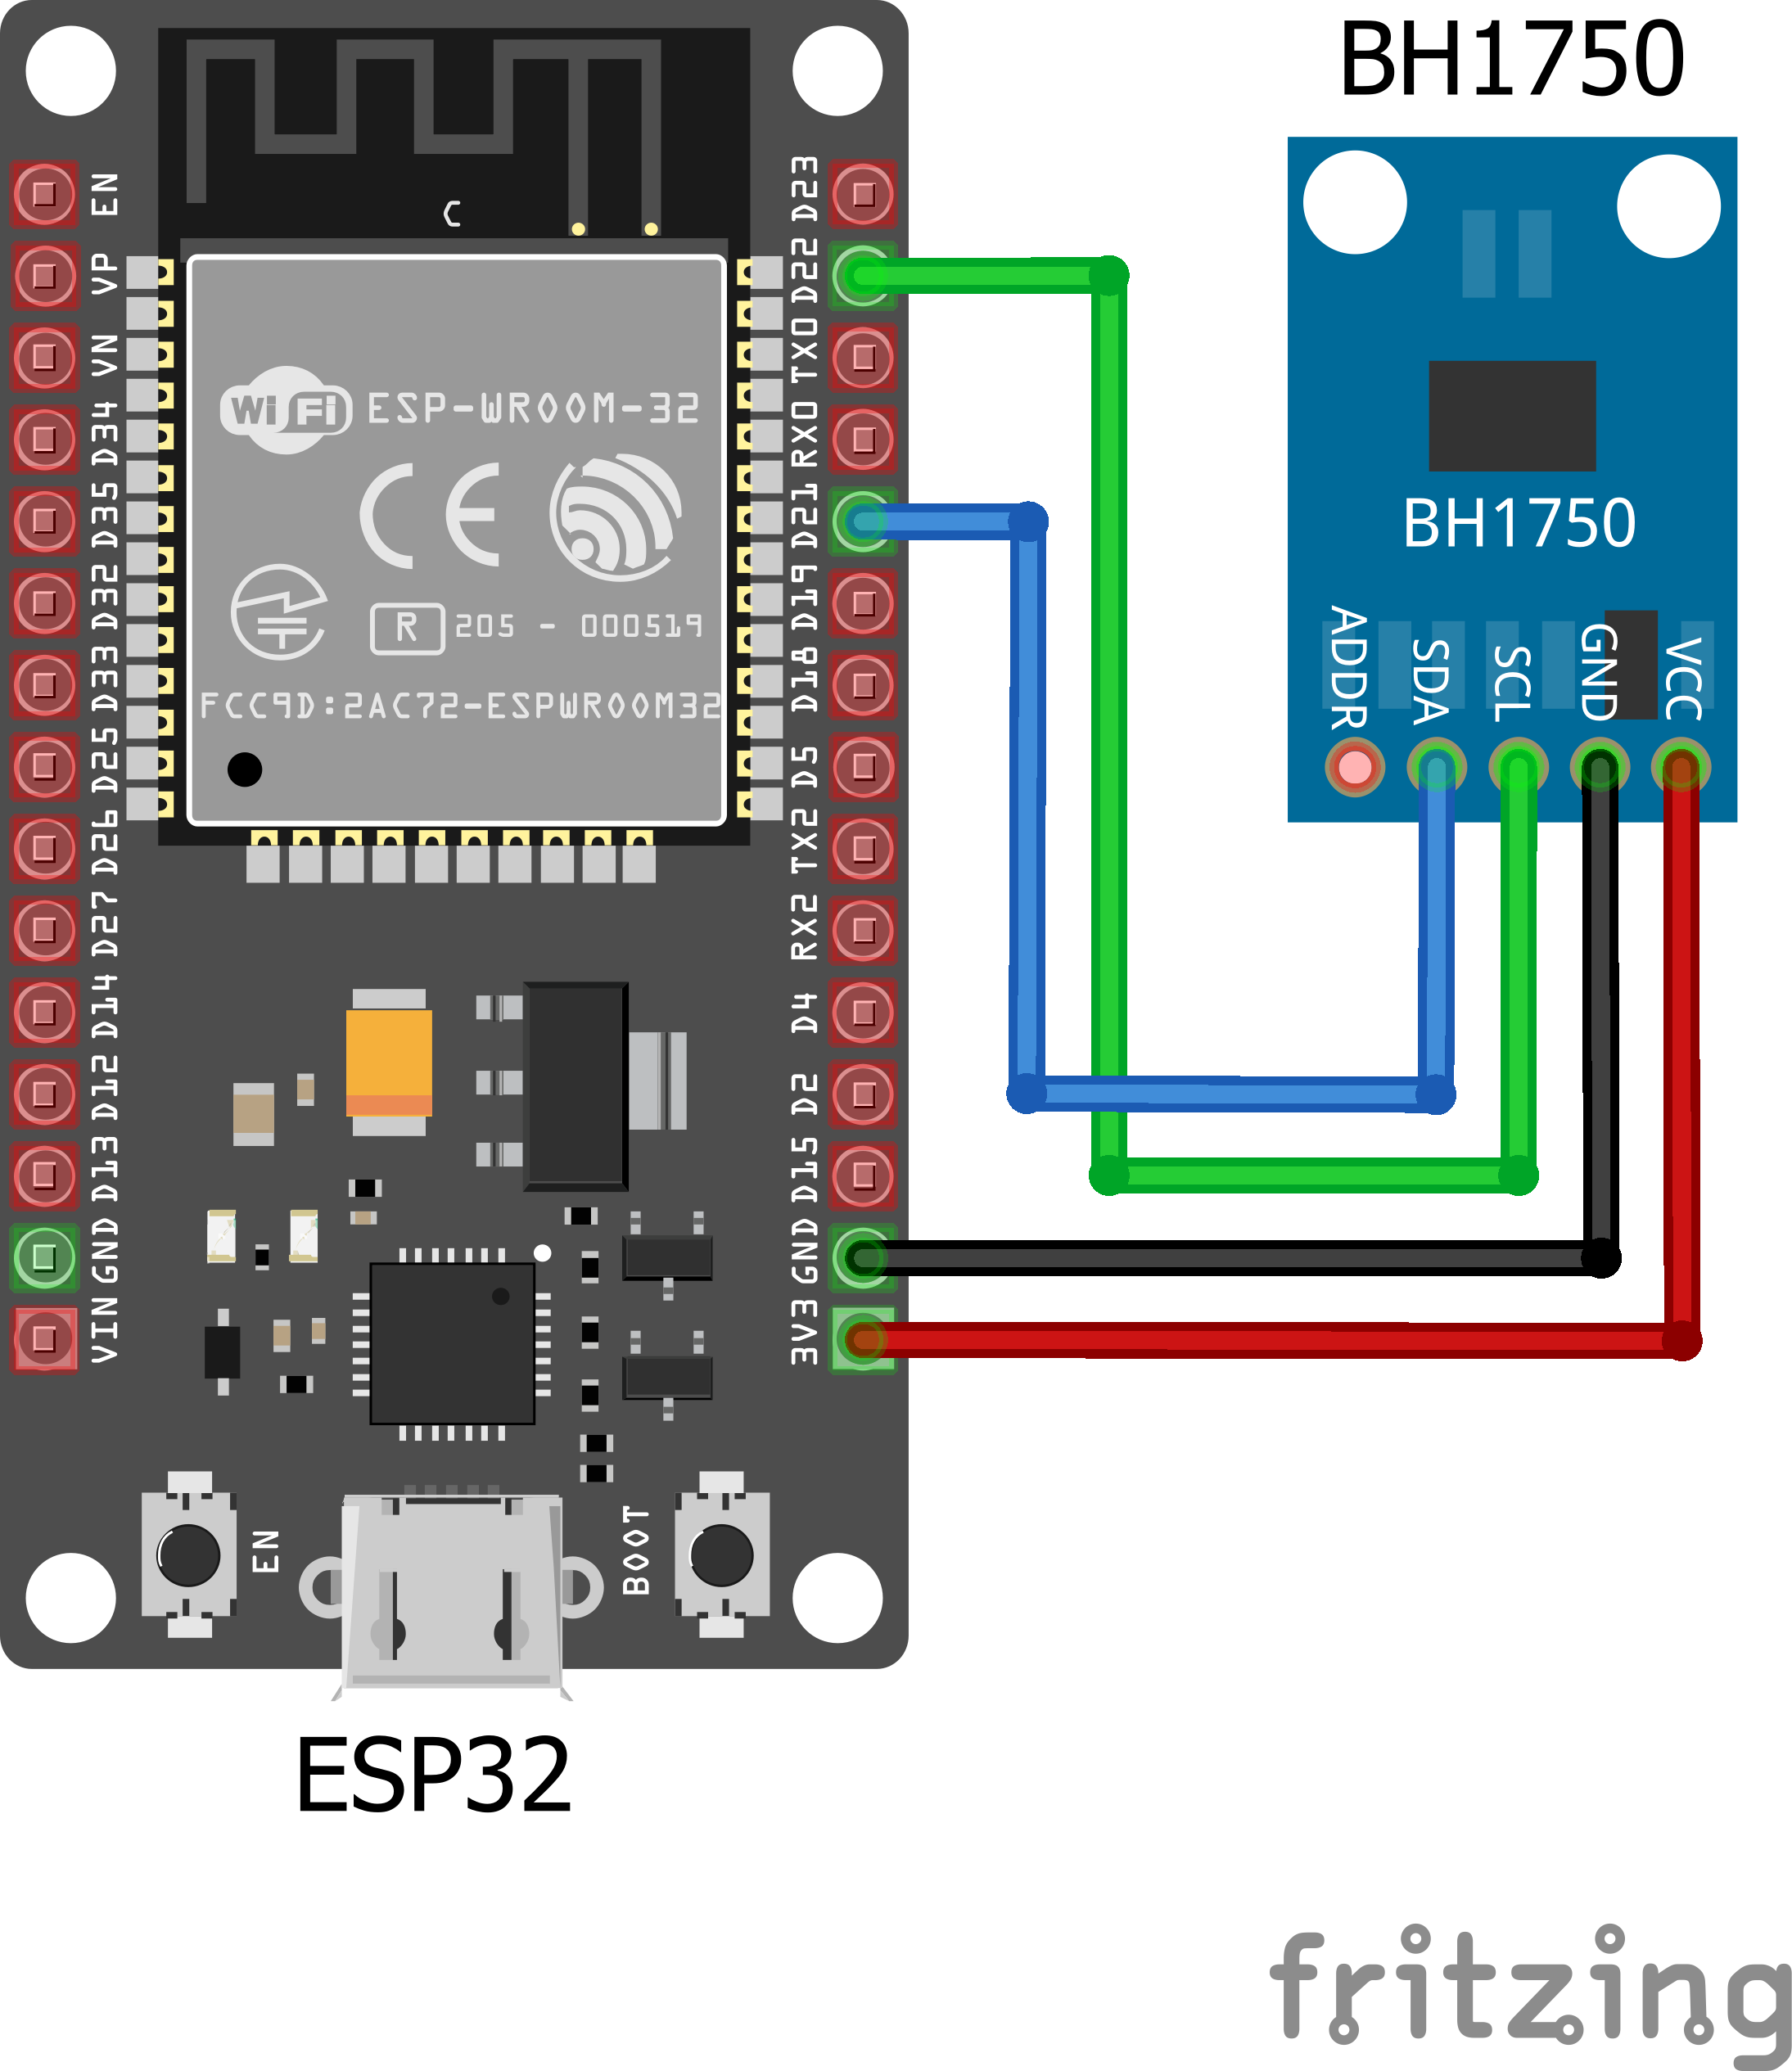 BH1750
EN
VP
VN
D34
D35
D32
D33
D25
D26
D27
D14
D12
D13
GND
VIN
WiFi ESP-WROOM-32
CE
R 205 - 000519
FCC9D:2AC72-ESPWROOM32
C
D23
D22
TX0
RX0
D21
D19
D18
D5
TX2
RX2
D4
D2
D15
GND
3V3
BH1750
ADDR
SDA
SCL
GND
VCC
EN
BOOT
ESP32
fritzing